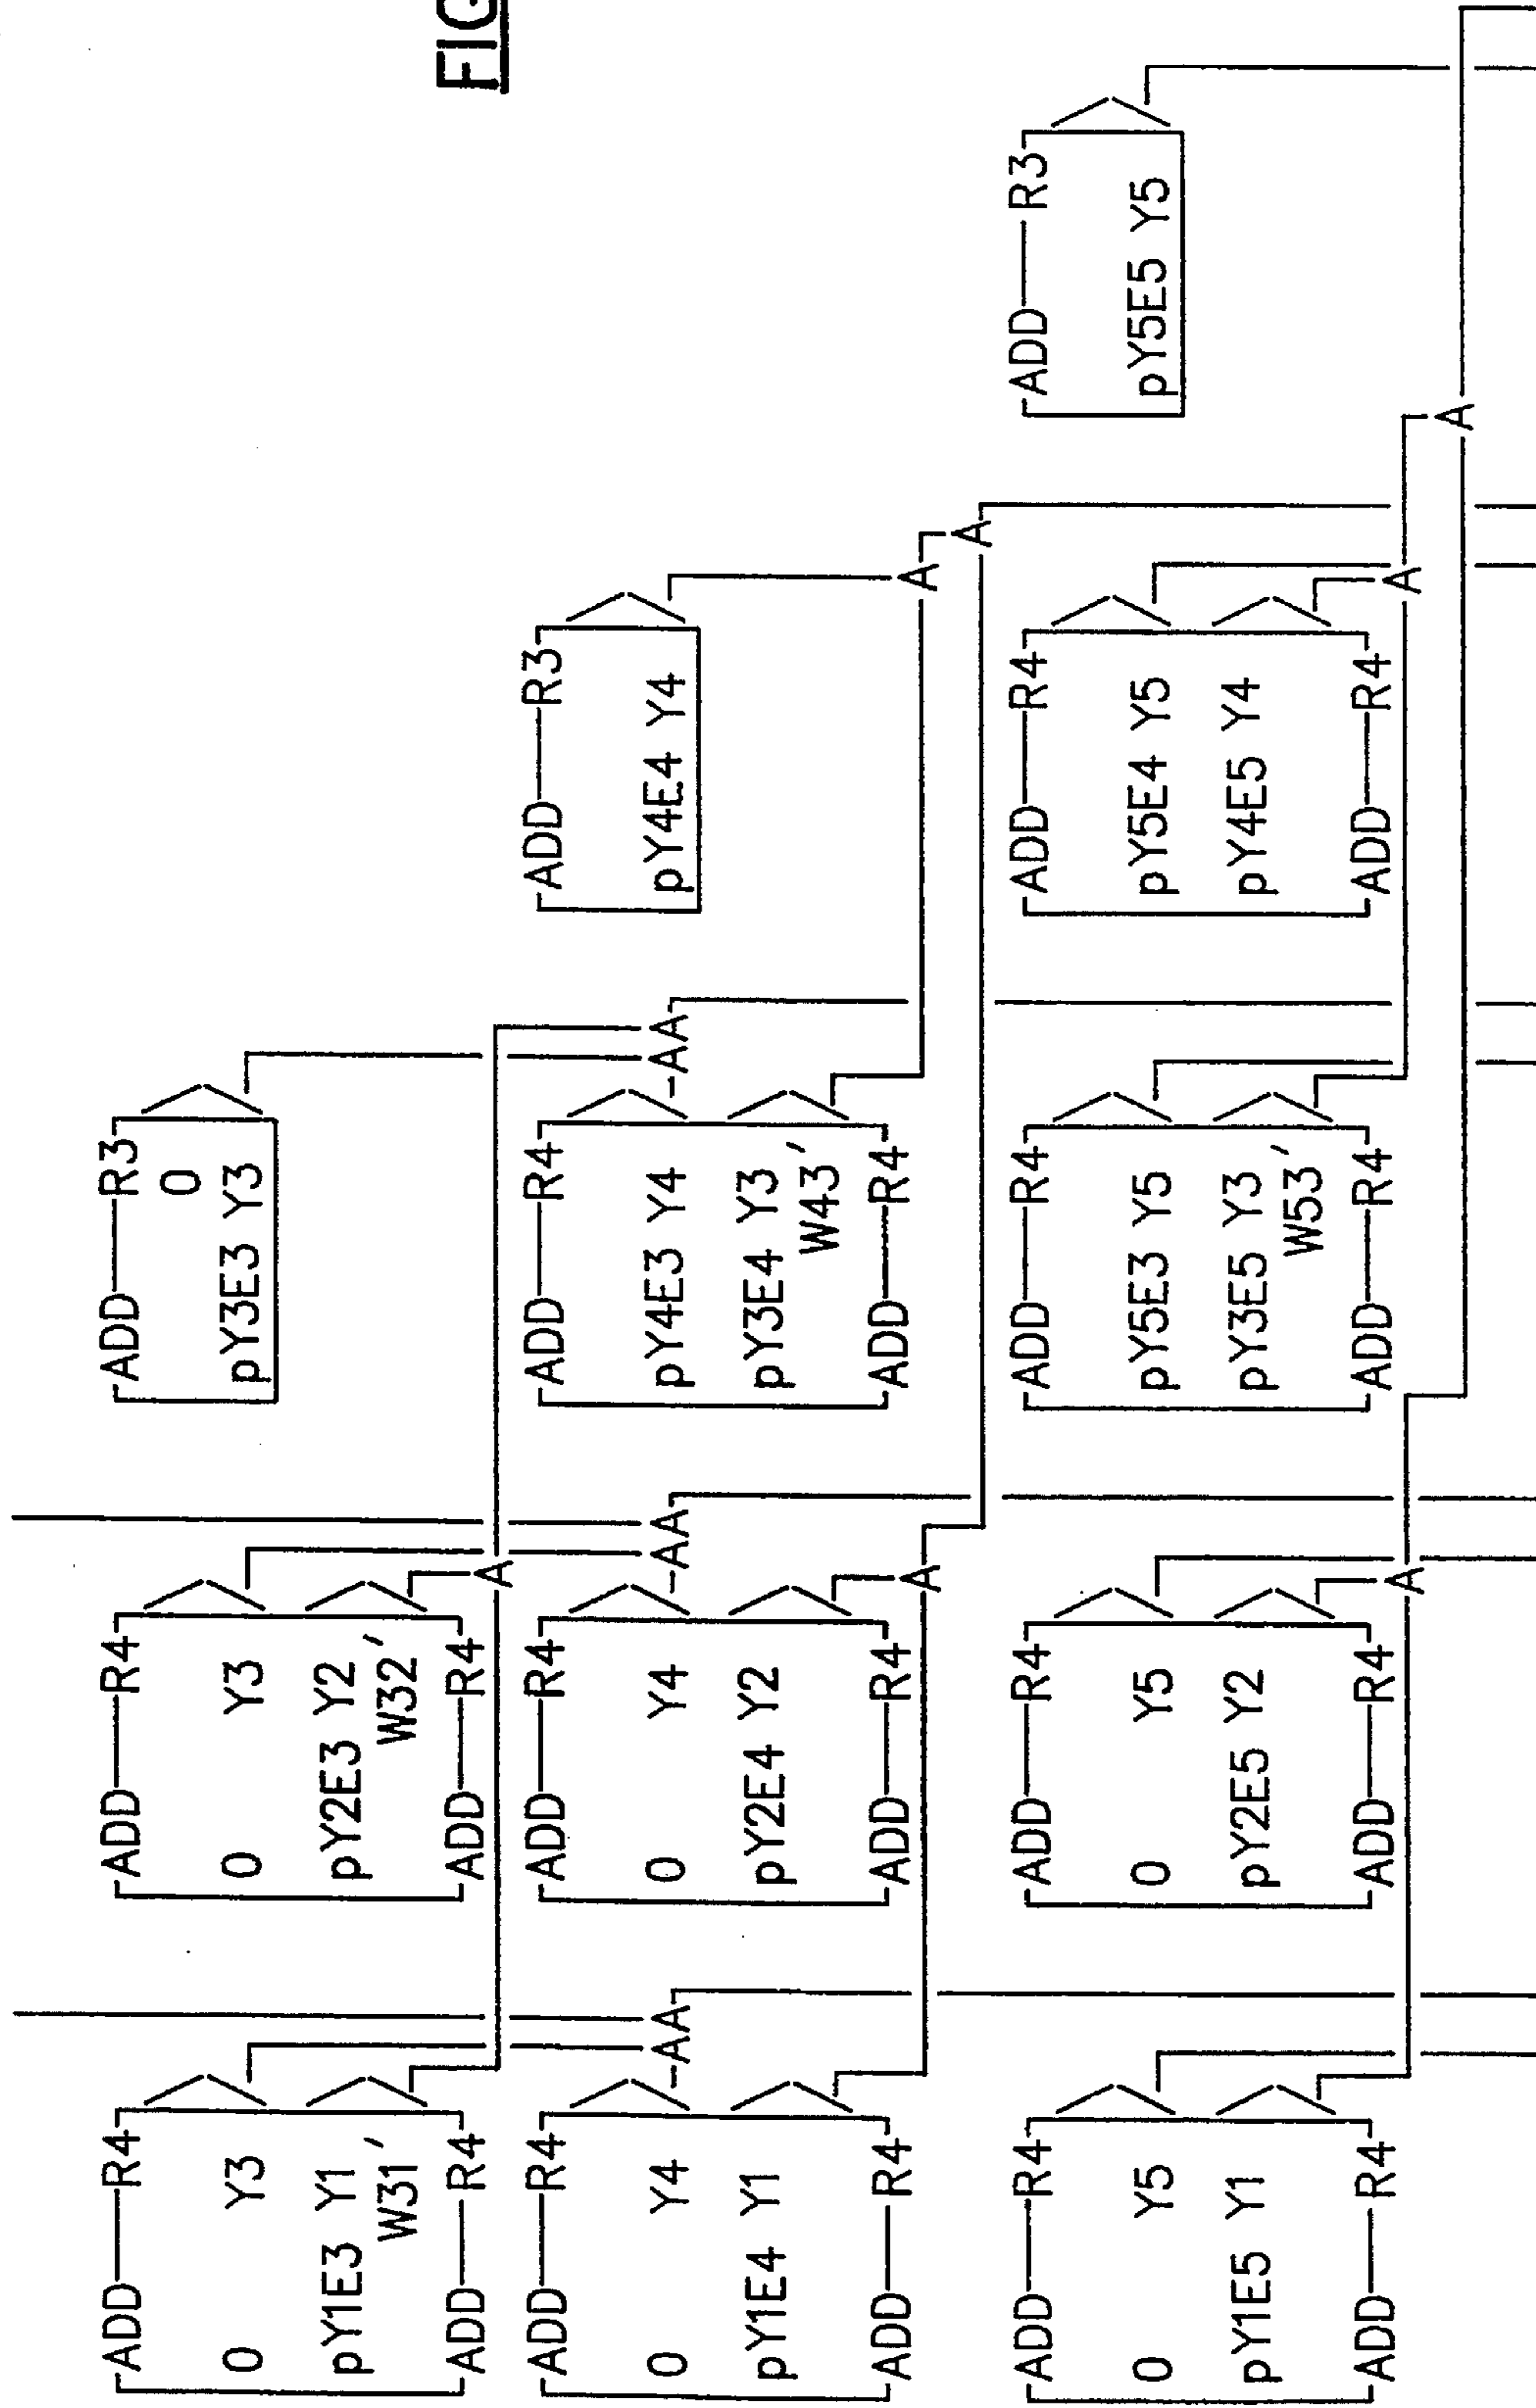 ADD R4
0 Y3
pY1E3 Y1
W31'
ADD R4
ADD R4
0 Y3
pY2E3 Y2
W32'
ADD R4
A
ADD R3
0
pY3E3 Y3
FIG
ADD R4
0 Y4
pY1E4 Y1
ADD R4
AA
ADD R4
0 Y4
pY2E4 Y2
ADD R4
AA
A
ADD R4
pY4E3 Y4
pY3E4 Y3
W43'
ADD R4
AA
ADD R3
pY4E4 Y4
A
A
ADD R4
0 Y5
pY1E5 Y1
ADD R4
ADD R4
0 Y5
pY2E5 Y2
ADD R4
A
ADD R4
pY5E3 Y5
pY3E5 Y3
W53'
ADD R4
ADD R4
pY5E4 Y5
pY4E5 Y4
ADD R4
A
A
ADD R3
pY5E5 Y5